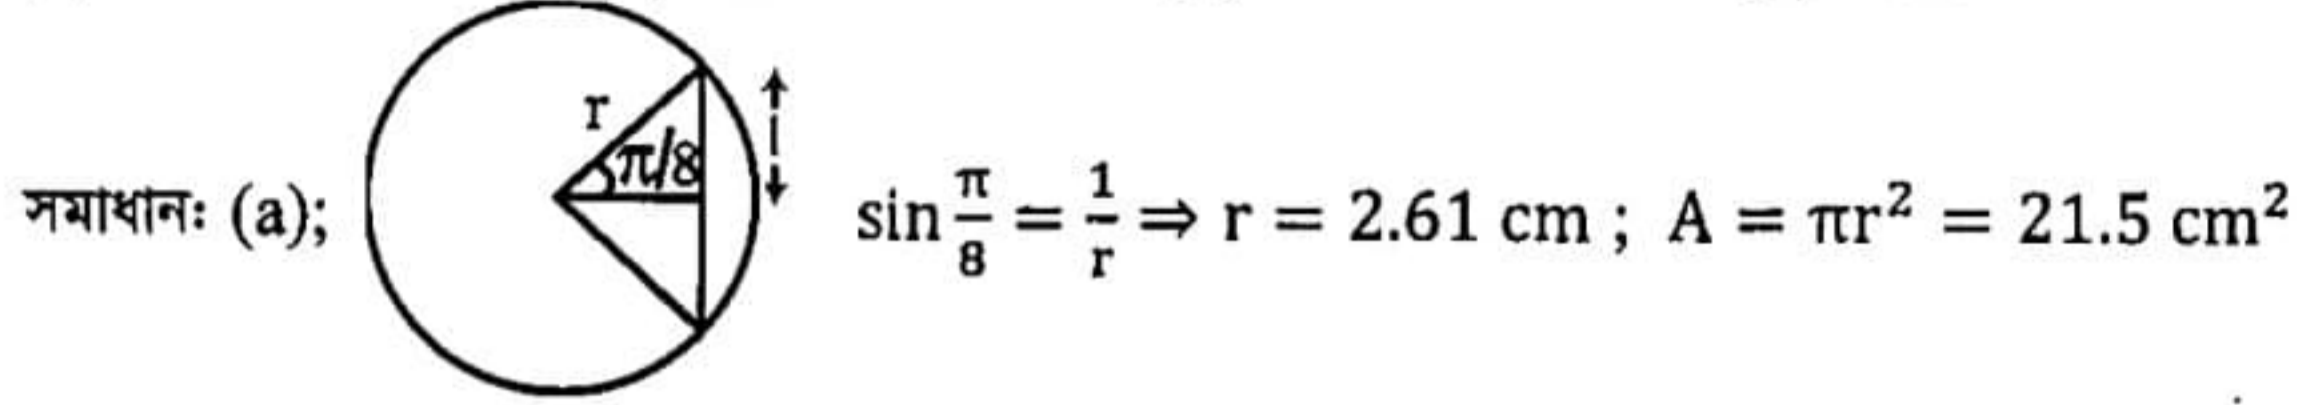 সমাধানঃ (a); r π/8 1 sin π/8 = 1/r ⇒ r = 2.61 cm ; A = πr² = 21.5 cm²